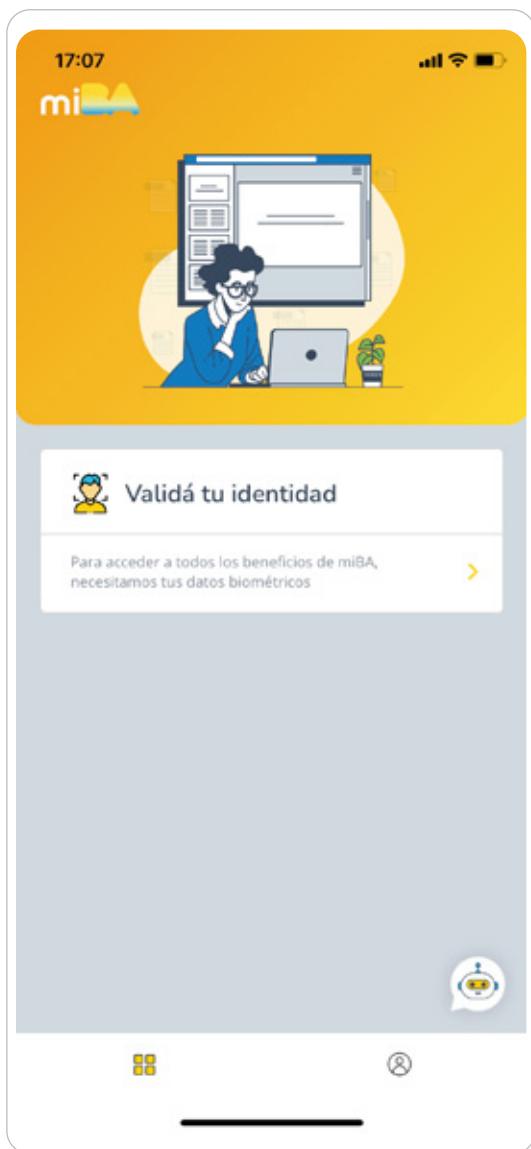 17:07
miBA
Validá tu identidad
Para acceder a todos los beneficios de miBA,
necesitamos tus datos biométricos